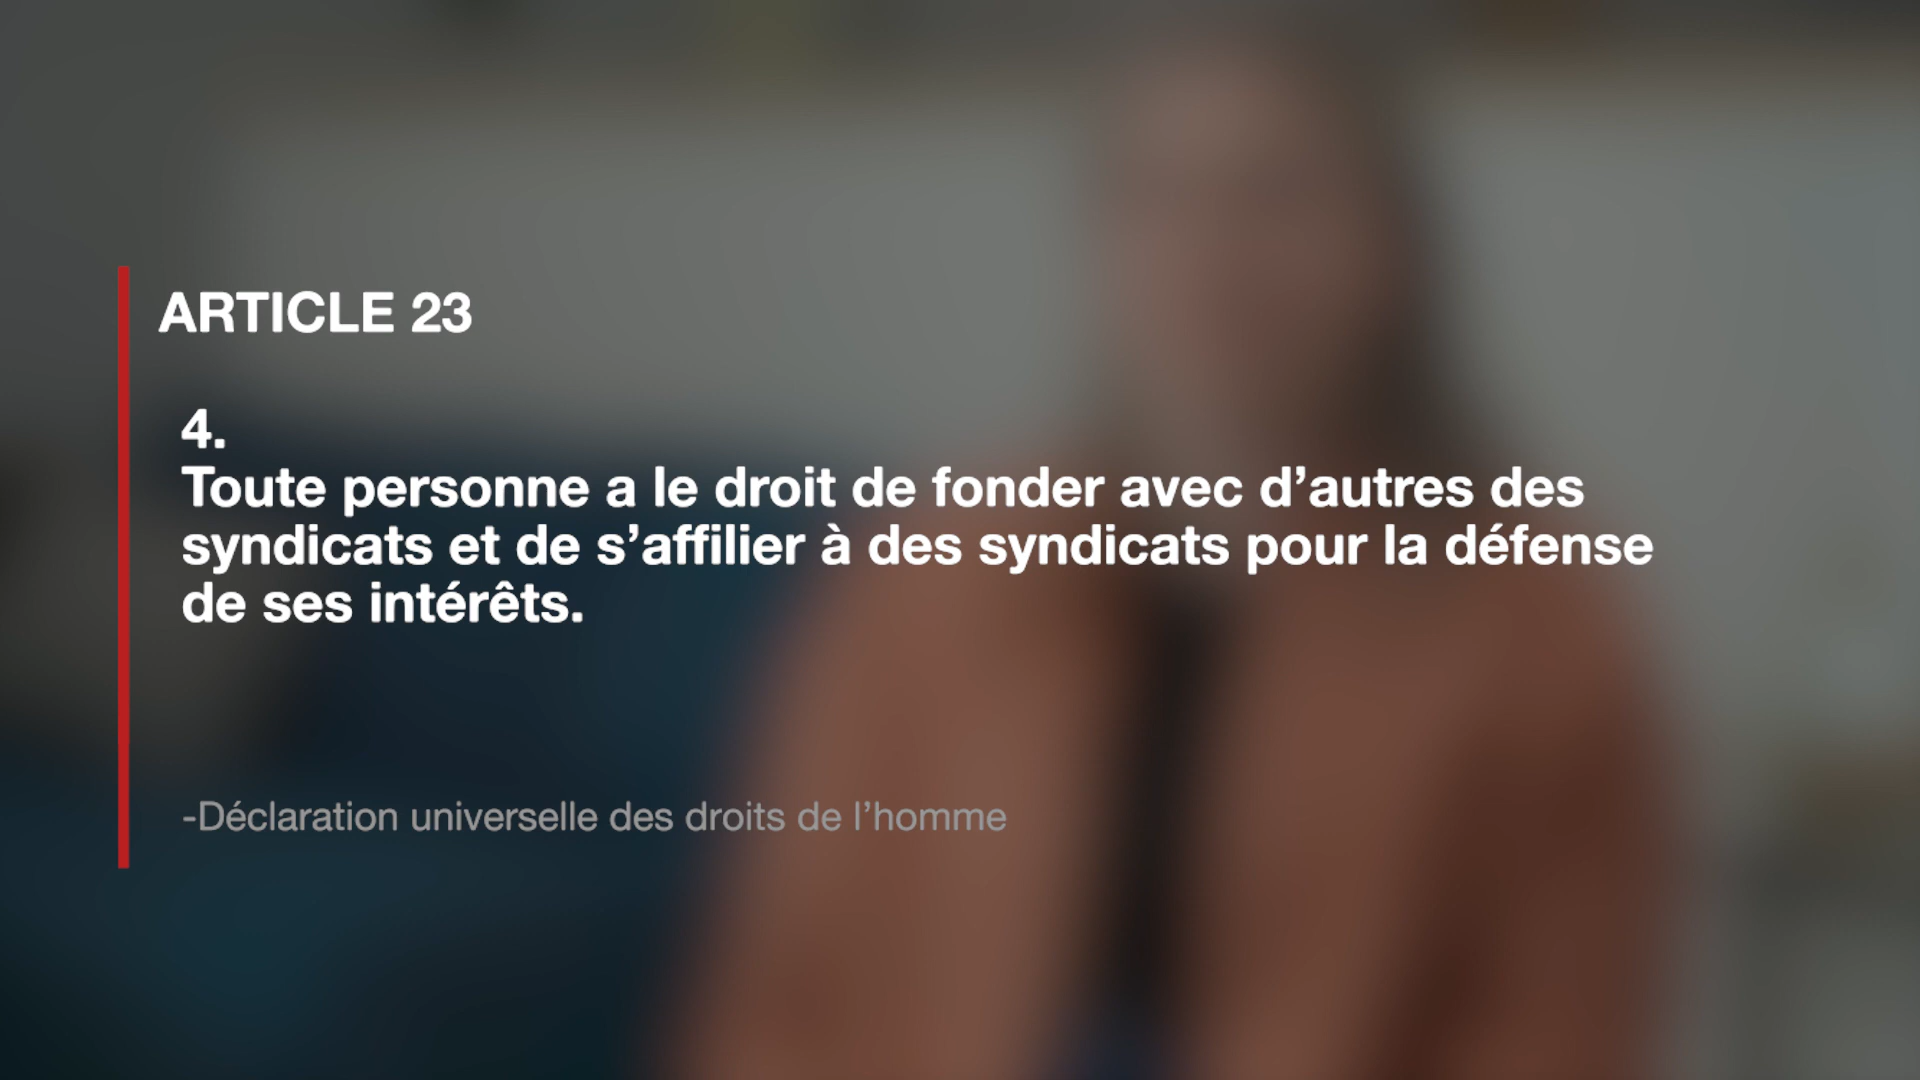 ARTICLE 23
4.
Toute personne a le droit de fonder avec d’autres des
syndicats et de s’affilier à des syndicats pour la défense
de ses intérêts.
-Déclaration universelle des droits de l’homme